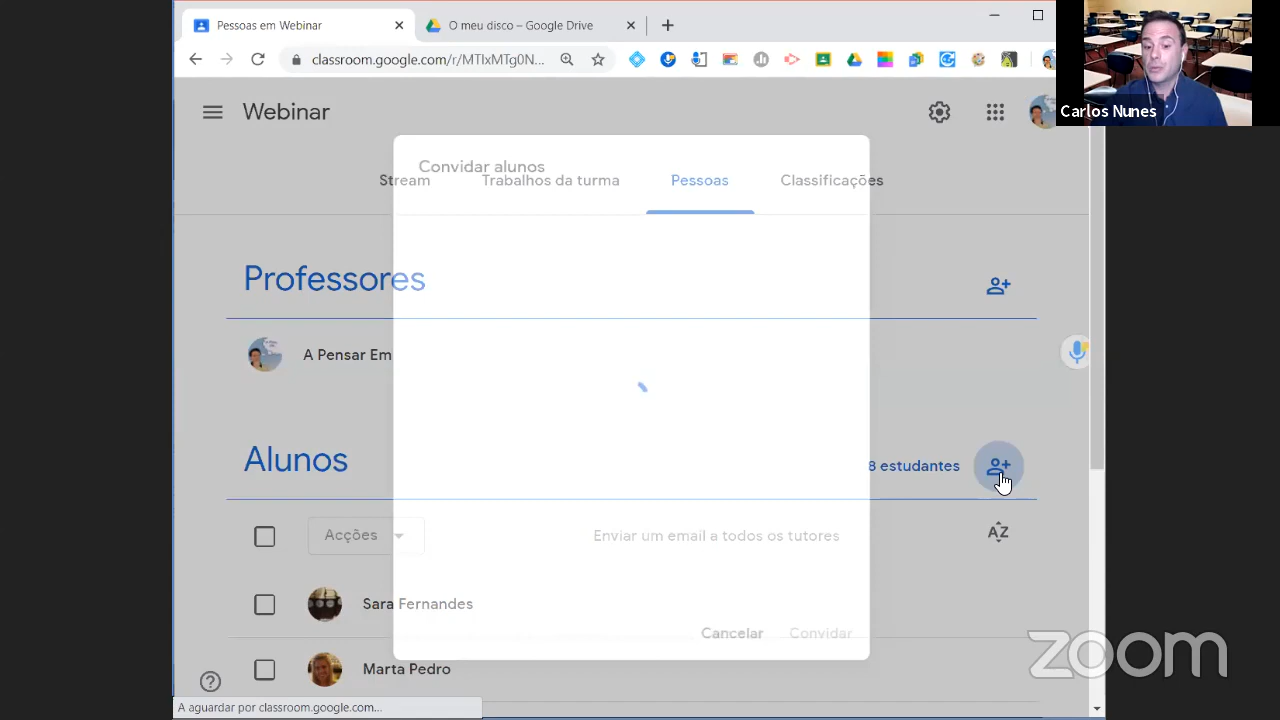 Pessoas em Webinar
O meu disco – Google Drive
classroom.google.com/r/MTIxMTg0N...
Carlos Nunes
Webinar
Convidar alunos
Stream
Trabalhos da turma
Pessoas
Classificações
Professores
A Pensar Em
Alunos
8 estudantes
Acções
Enviar um email a todos os tutores
AZ
Sara Fernandes
Cancelar
Convidar
Marta Pedro
zoom
A aguardar por classroom.google.com...